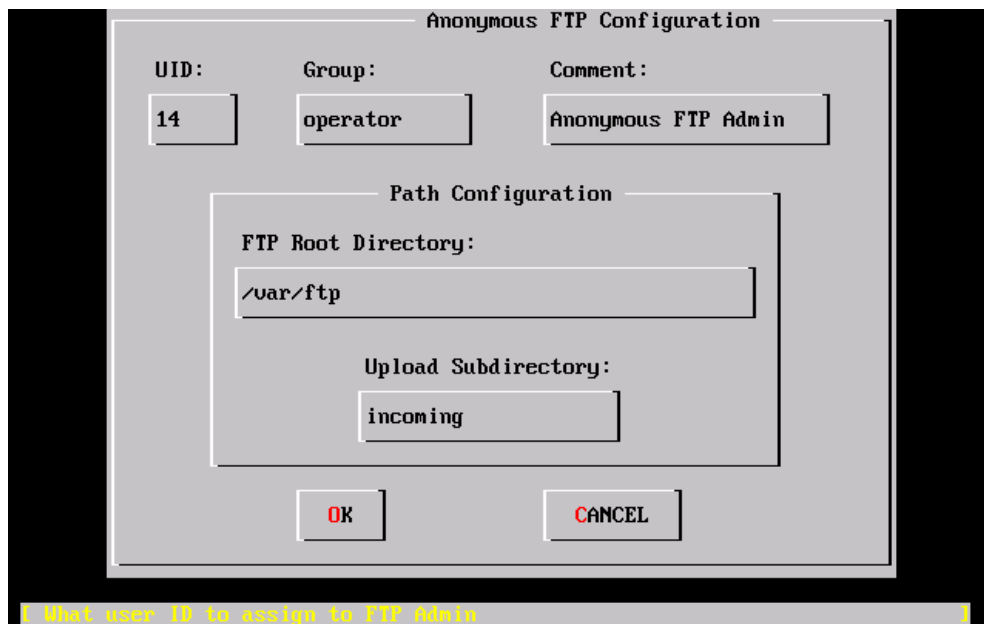 Anonymous FTP Configuration
UID: Group: Comment:
14 operator Anonymous FTP Admin
Path Configuration
FTP Root Directory:
/var/ftp
Upload Subdirectory:
incoming
OK CANCEL
[ What user ID to assign to FTP Admin ]